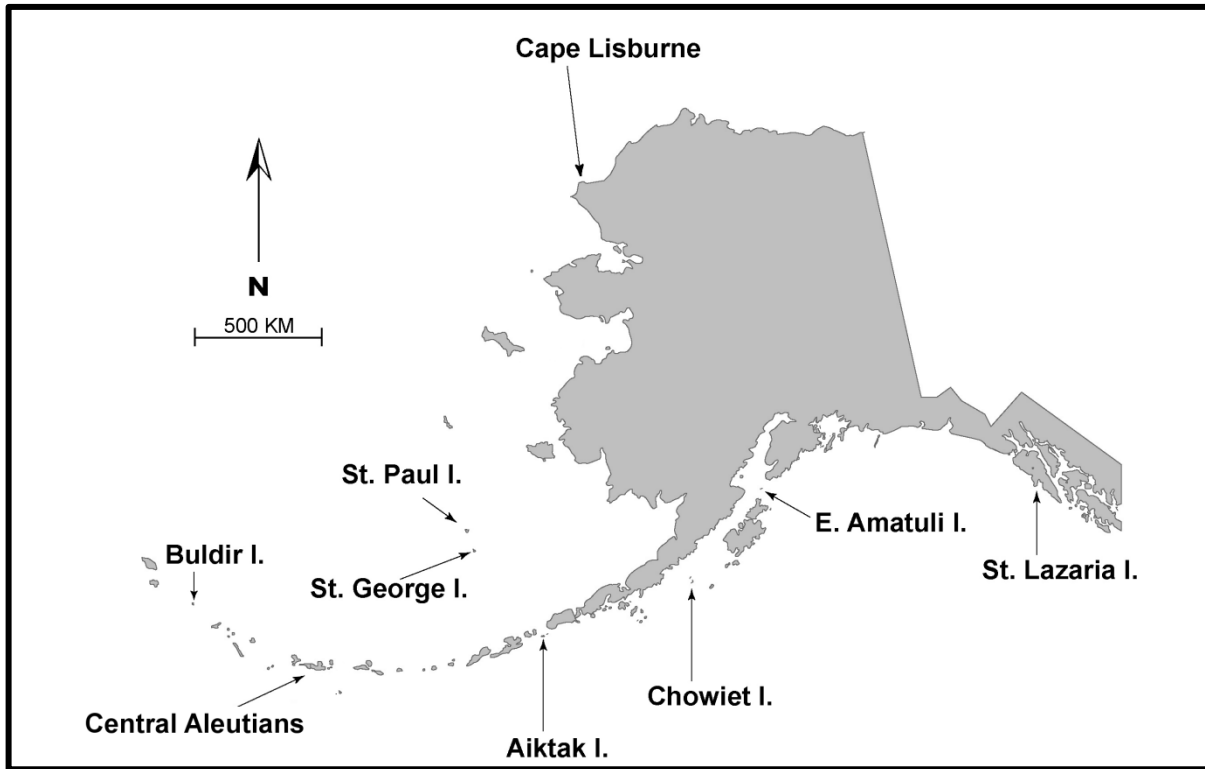 Cape Lisburne
N
500 KM
St. Paul I.
E. Amatuli I.
Buldir I.
St. George I.
St. Lazaria I.
Chowiet I.
Central Aleutians
Aiktak I.